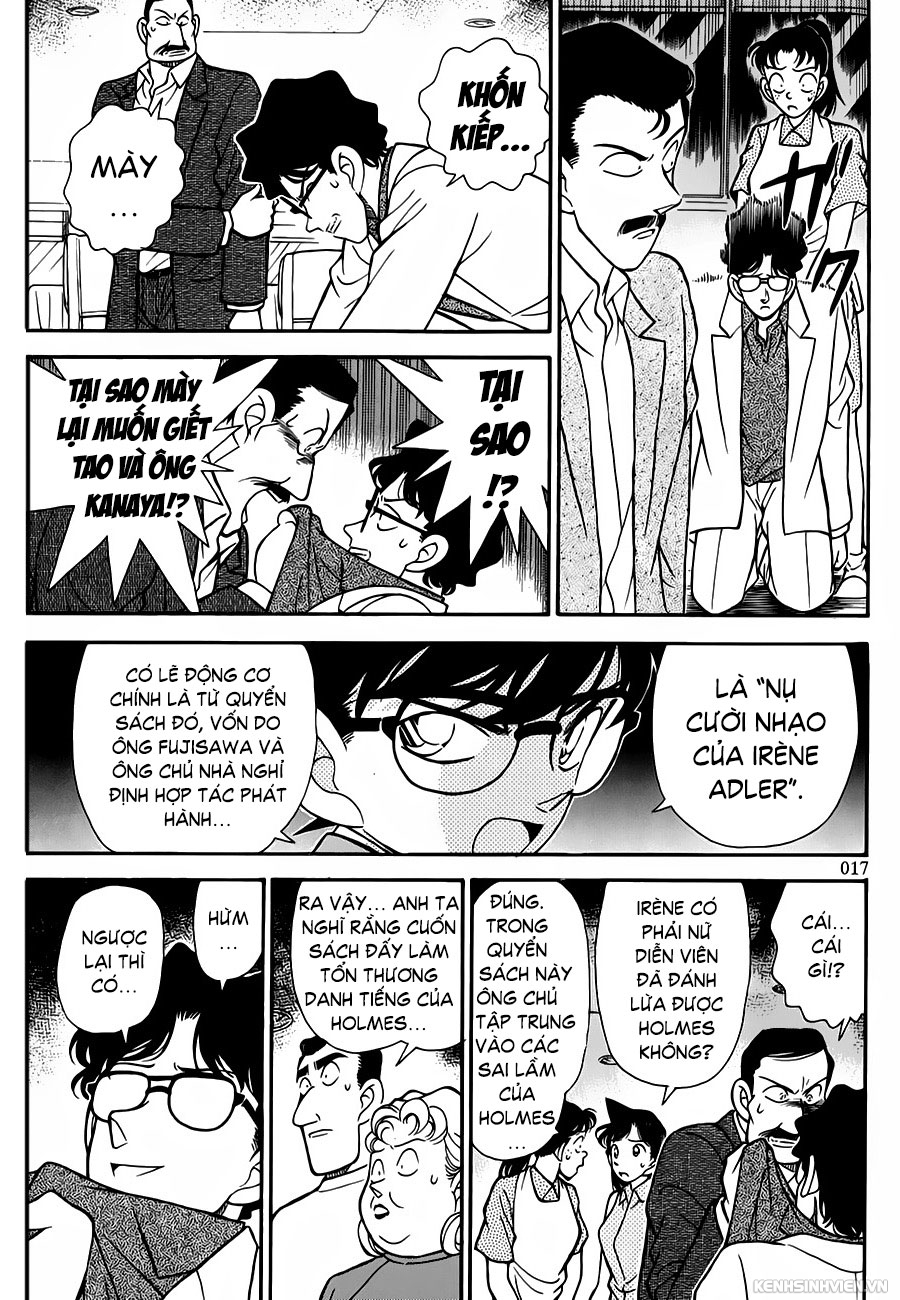 ガ
ガッ
KHỐN
KIẾP...
MÀY
...
TẠI
SAO
!?
TẠI SAO MÀY
LẠI MUỐN GIẾT
TAO VÀ ÔNG
KANAYA!?
LÀ “NỤ
CƯỜI NHẠO
CỦA IRÈNE
ADLER”.
CÓ LẼ ĐỘNG CƠ
CHÍNH LÀ TỪ QUYỂN
SÁCH ĐÓ, VỐN DO
ÔNG FUJISAWA VÀ
ÔNG CHỦ NHÀ NGHỈ
ĐỊNH HỢP TÁC PHÁT
HÀNH...
017
CÁI...
CÁI
GÌ!?
IRÈNE CÓ
PHẢI NỮ
DIỄN VIÊN
ĐÃ ĐÁNH
LỪA ĐƯỢC
HOLMES
KHÔNG?
ĐÚNG.
TRONG
QUYỂN
SÁCH NÀY
ÔNG CHỦ
TẬP TRUNG
VÀO CÁC
SAI LẦM
CỦA
HOLMES
...
RA VẬY... ANH TA
NGHĨ RẰNG CUỐN
SÁCH ĐẤY LÀM
TỔN THƯƠNG
DANH TIẾNG CỦA
HOLMES...
HỪM
...
NGƯỢC
LẠI THÌ
CÓ...
KENHSINHVIEN.VN